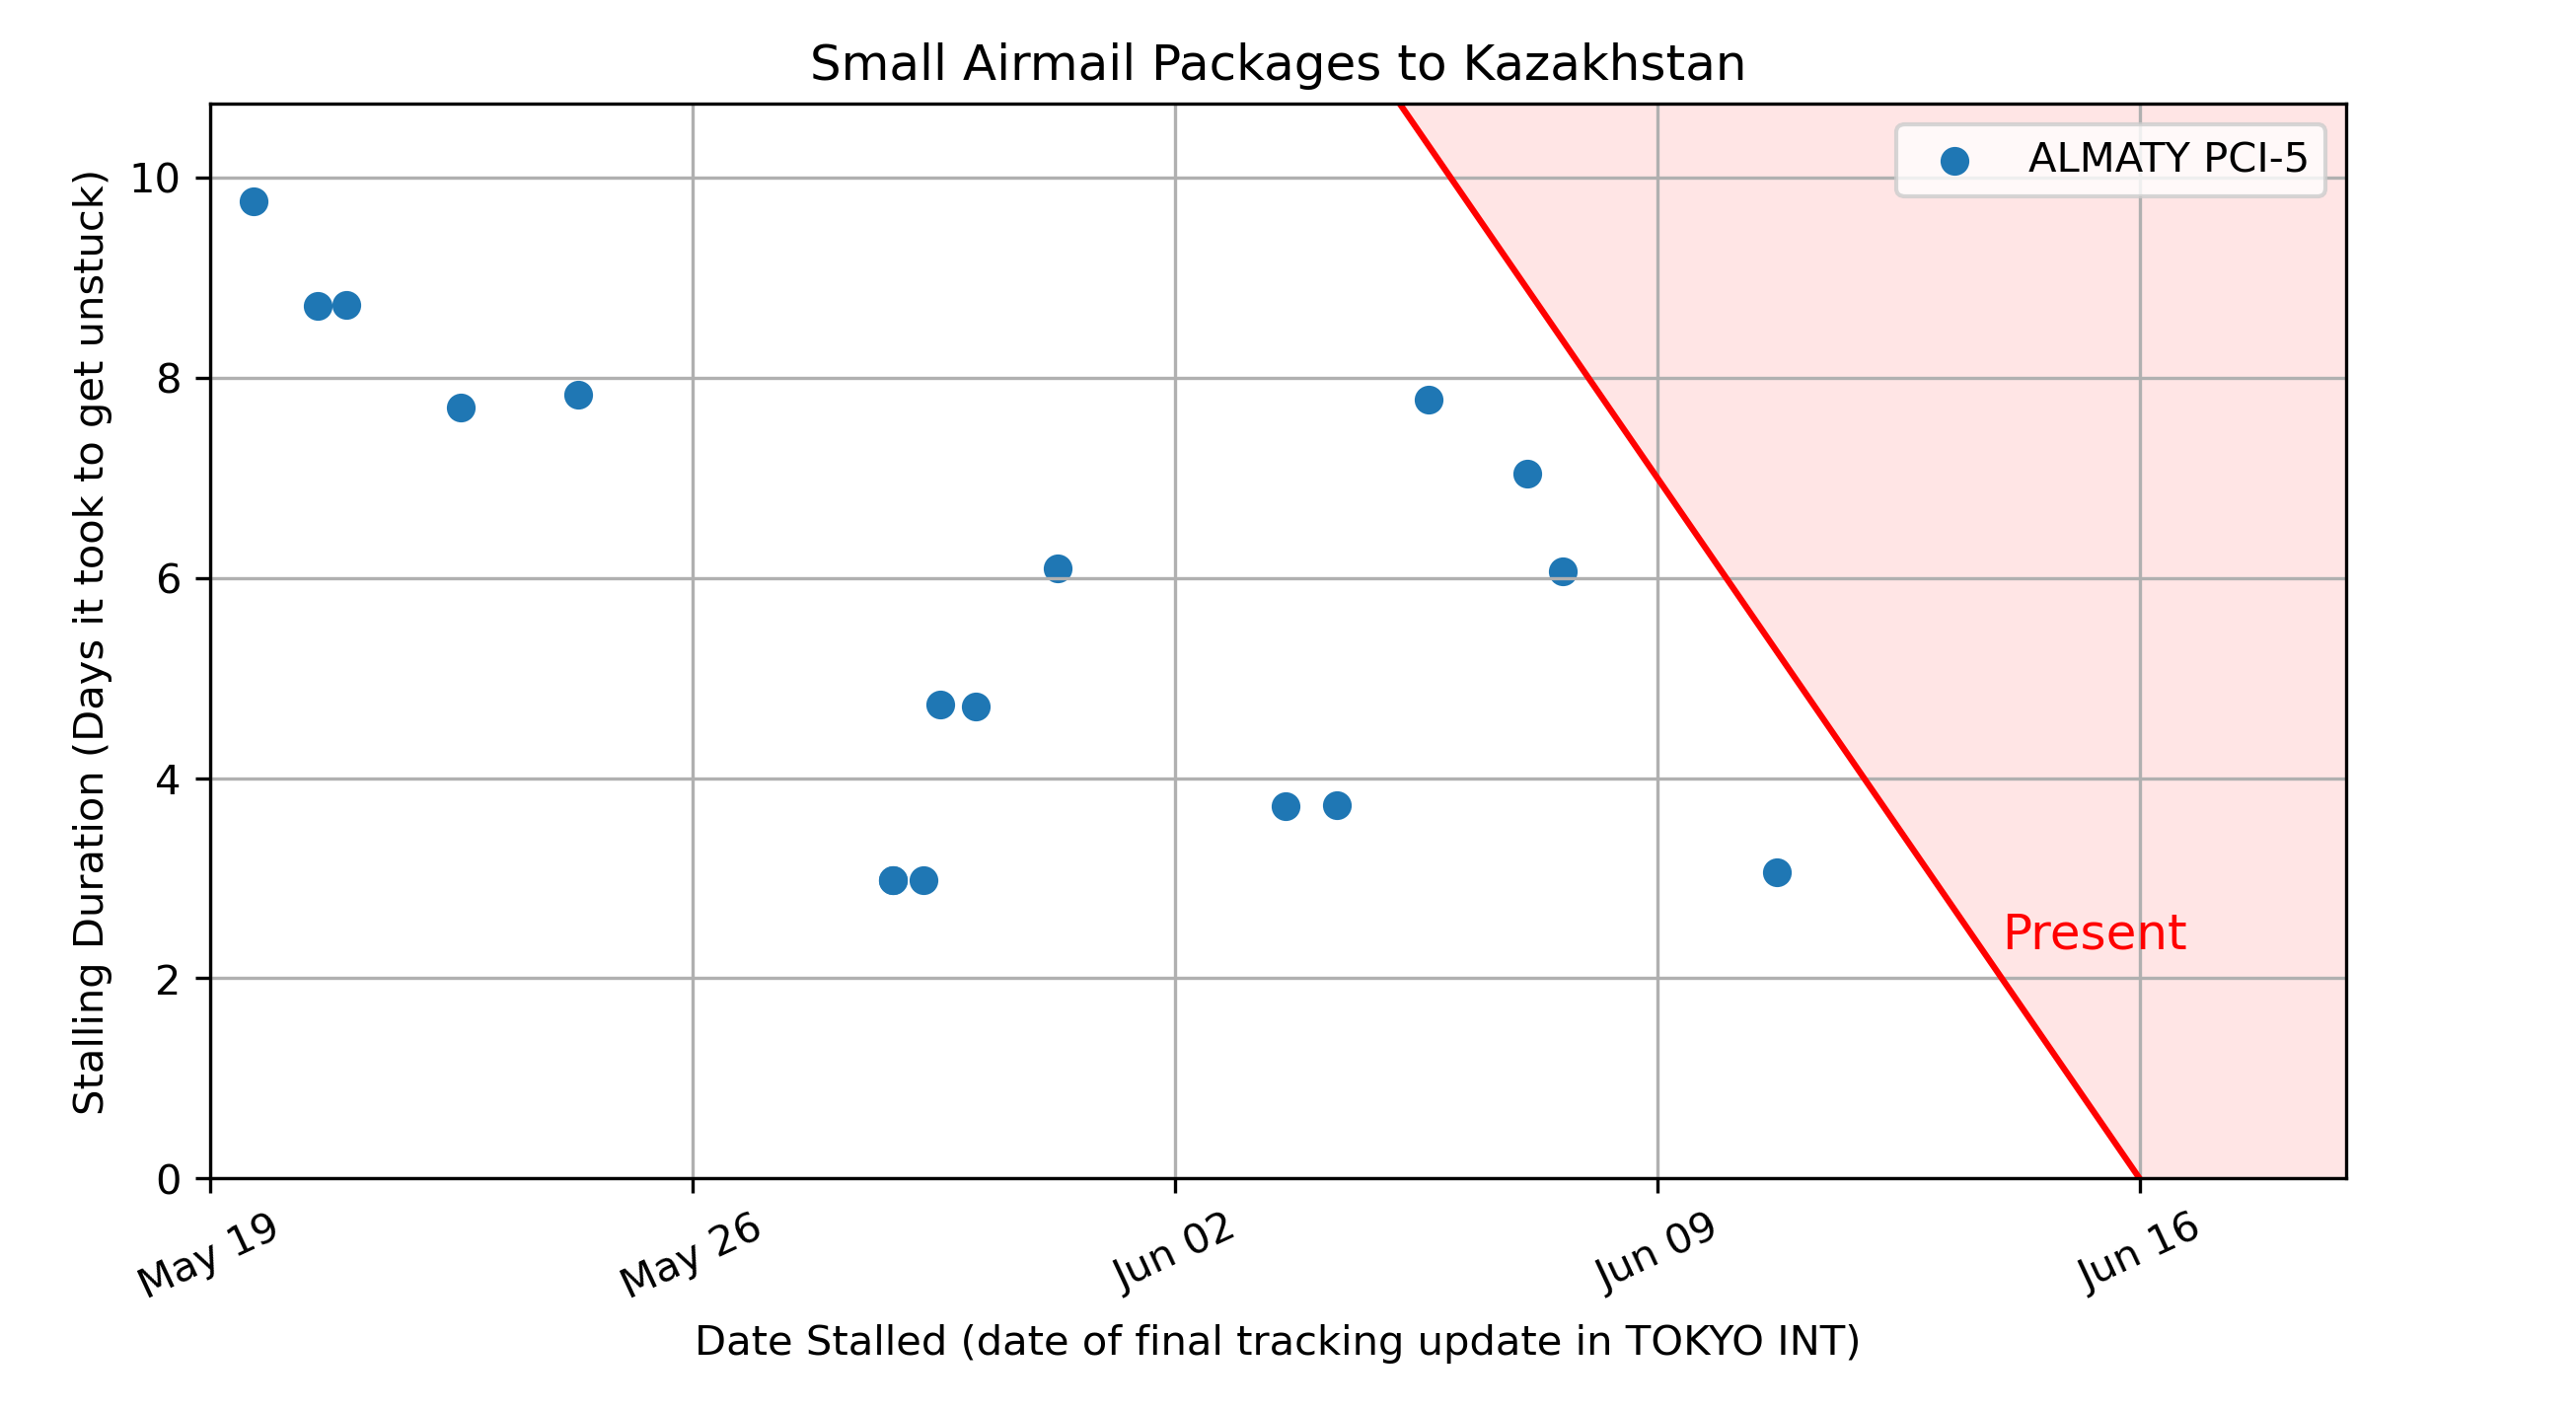 Small Airmail Packages to Kazakhstan
Stalling Duration (Days it took to get unstuck)
10
8
6
4
2
0
ALMATY PCI-5
Present
May 19
May 26
Jun 02
Jun 09
Jun 16
Date Stalled (date of final tracking update in TOKYO INT)